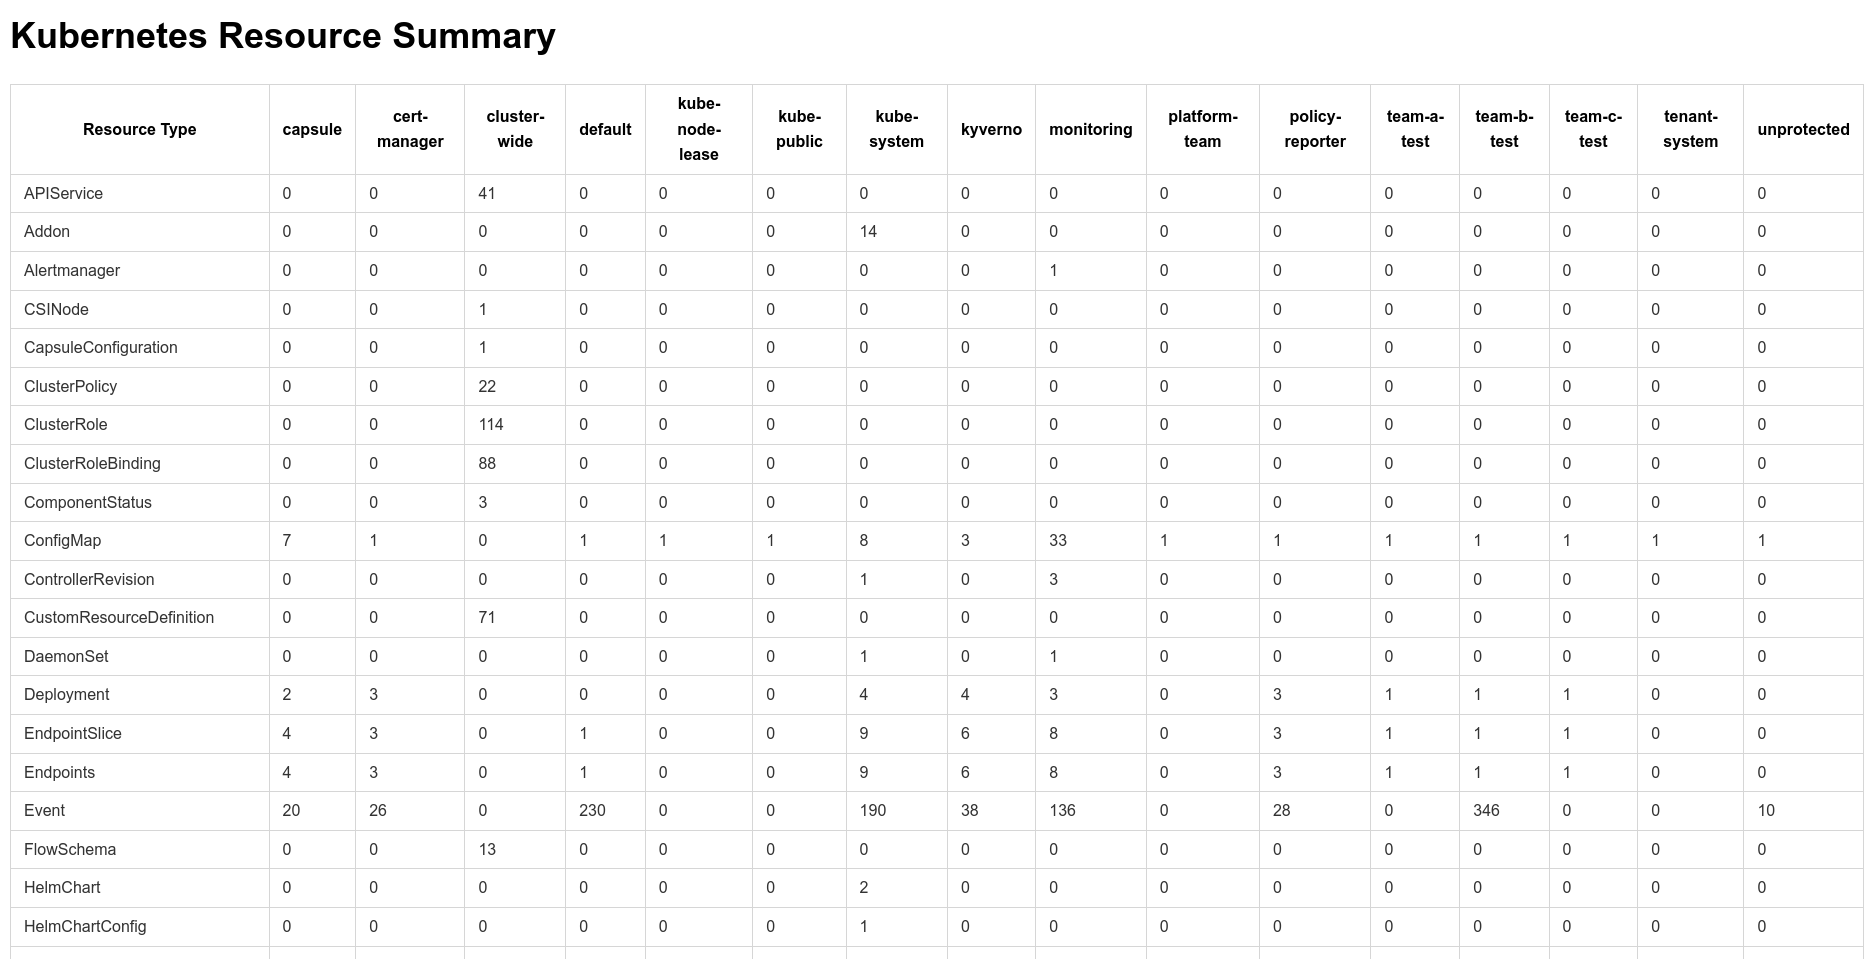 Kubernetes Resource Summary
Resource Type capsule cert-manager cluster-wide default kube-node-lease kube-public kube-system kyverno monitoring platform-team policy-reporter team-a-test team-b-test team-c-test tenant-system unprotected
APIService 0 0 41 0 0 0 0 0 0 0 0 0 0 0 0 0
Addon 0 0 0 0 0 0 14 0 0 0 0 0 0 0 0 0
Alertmanager 0 0 0 0 0 0 0 0 1 0 0 0 0 0 0 0
CSINode 0 0 1 0 0 0 0 0 0 0 0 0 0 0 0 0
CapsuleConfiguration 0 0 1 0 0 0 0 0 0 0 0 0 0 0 0 0
ClusterPolicy 0 0 22 0 0 0 0 0 0 0 0 0 0 0 0 0
ClusterRole 0 0 114 0 0 0 0 0 0 0 0 0 0 0 0 0
ClusterRoleBinding 0 0 88 0 0 0 0 0 0 0 0 0 0 0 0 0
ComponentStatus 0 0 3 0 0 0 0 0 0 0 0 0 0 0 0 0
ConfigMap 7 1 0 1 1 1 8 3 33 1 1 1 1 1 1 1
ControllerRevision 0 0 0 0 0 0 1 0 3 0 0 0 0 0 0 0
CustomResourceDefinition 0 0 71 0 0 0 0 0 0 0 0 0 0 0 0 0
DaemonSet 0 0 0 0 0 0 1 0 1 0 0 0 0 0 0 0
Deployment 2 3 0 0 0 0 4 4 3 0 3 1 1 1 0 0
EndpointSlice 4 3 0 1 0 0 9 6 8 0 3 1 1 1 0 0
Endpoints 4 3 0 1 0 0 9 6 8 0 3 1 1 1 0 0
Event 20 26 0 230 0 0 190 38 136 0 28 0 346 0 0 10
FlowSchema 0 0 13 0 0 0 0 0 0 0 0 0 0 0 0 0
HelmChart 0 0 0 0 0 0 2 0 0 0 0 0 0 0 0 0
HelmChartConfig 0 0 0 0 0 0 1 0 0 0 0 0 0 0 0 0